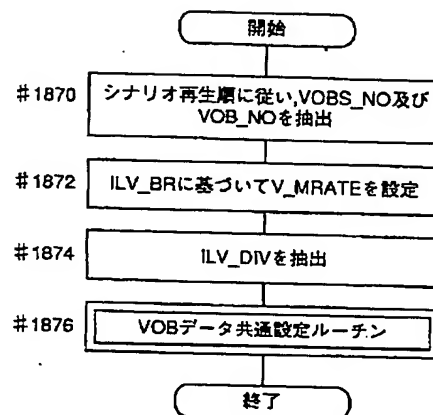 開始
#1870
シナリオ再生順に従い,VOBS_NO及び
VOB_NOを抽出
#1872
ILV_BRに基づいてV_MRATEを設定
#1874
ILV_DIVを抽出
#1876
VOBデータ共通設定ルーチン
終了